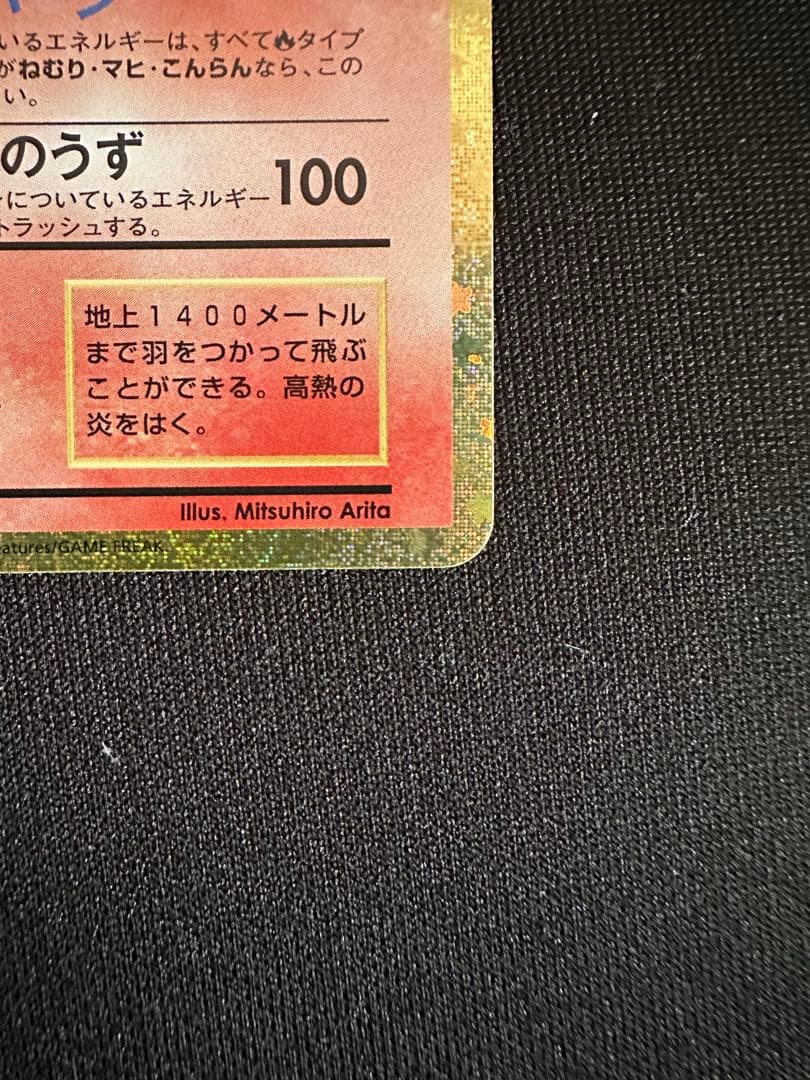 いるエネルギーは、すべて🔥タイプ
がねむり・マヒ・こんらんなら、この
い。
のうず 100
についているエネルギー
トラッシュする。
地上1400メートル
まで羽をつかって飛ぶ
ことができる。高熱の
炎をはく。
Illus. Mitsuhiro Arita
eatures/GAME FREAK.